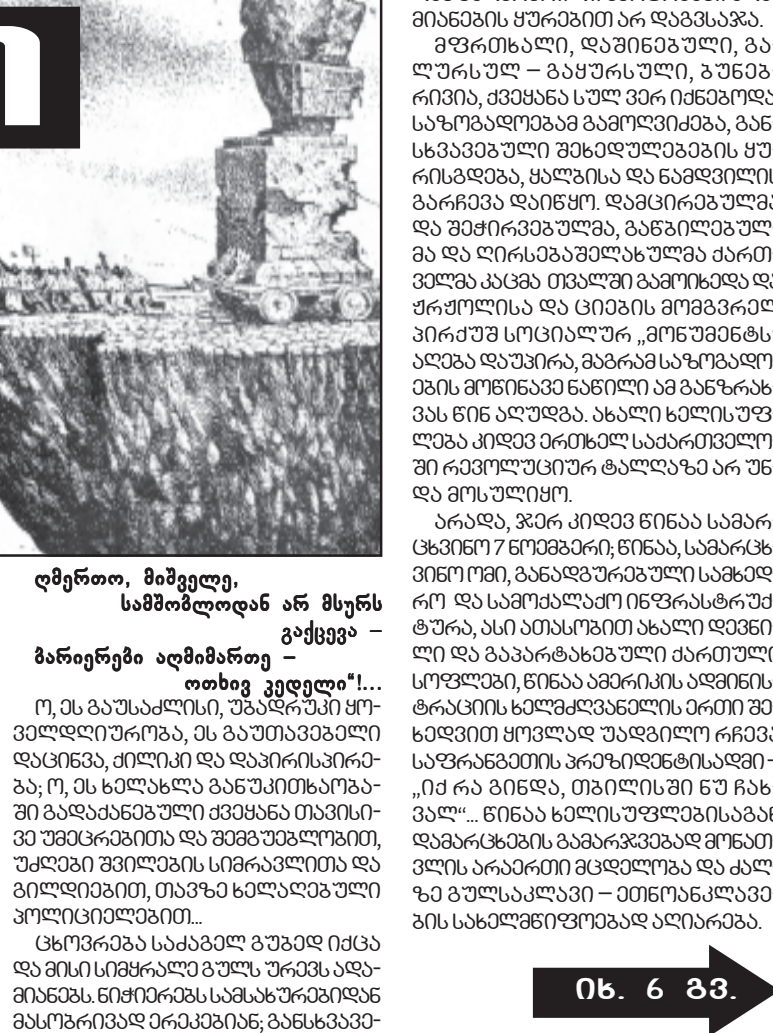 ღმერთო, მიშველე,
სამშობლოდან არ მსურს
გაქცევა –
ბარიერები აღმიმართე –
ოთხივ კედელი“!...
ო, ეს გაუსაძლისი, უბადრუკი ყო-
ველდღიურობა, ეს გაუთავებელი
დაცინვა, ქილიკი და დაპირისპირე-
ბა; ო, ეს ხელახლა განუკითხაობა-
ში გადაქანებული ქვეყანა თავისი-
ვე უმეცრებითა და შემგუებლობით,
უძღები შვილების სიმრავლითა და
გილდიებით, თავზე ხელაღებული
პოლიციელებით...
ცხოვრება საძაგელ გუბედ იქცა
და მისი სიმყრალე გულს ურევს ადა-
მიანებს. ნიჭიერებს სამსახურებიდან
მასობრივად ერეკებიან; განსხვავე-
მიანების ყურებით არ დაგვსაჯა.
მფრთხალი, დაშინებული, გა-
ლურსულ – გაყურსული, ბუნებ-
რივია, ქვეყანა სულ ვერ იქნებოდა.
საზოგადოებამ გამოღვიძება, გან-
სხვავებული შეხედულებების ყუ-
რისგდება, ყალბისა და ნამდვილის
გარჩევა დაიწყო. დამცირებულმა
და შეჭირვებულმა, გაწბილებულ-
მა და ღირსებაშელახულმა ქართ-
ველმა კაცმა თვალში გამოიხედა და
ჟრჟოლისა და ციების მომგვრელ
პირქუშ სოციალურ „მონუმენტს“
აღება დაუპირა, მაგრამ საზოგადო-
ების მოწინავე ნაწილი ამ განზრახ-
ვას წინ აღუდგა. ახალი ხელისუფ-
ლება კიდევ ერთხელ საქართველო-
ში რევოლუციურ ტალღაზე არ უნ-
და მოსულიყო.
არადა, ჯერ კიდევ წინაა სამარ-
ცხვინო 7 ნოემბერი; წინაა, სამარცხ-
ვინო ომი, განადგურებული სამხედ-
რო და სამოქალაქო ინფრასტრუქ-
ტურა, ასი ათასობით ახალი დევნი-
ლი და გაპარტახებული ქართული
სოფლები, წინაა ამერიკის ადმინის-
ტრაციის ხელმძღვანელის ერთი შე-
ხედვით ყოვლად უადგილო რჩევა
საფრანგეთის პრეზიდენტისადმი –
„იქ რა გინდა, თბილისში ნუ ჩახ-
ვალ“... წინაა ხელისუფლებისაგან
დამარცხების გამარჯვებად მონათ-
ვლის არაერთი მცდელობა და ძალ-
ზე გულსაკლავი – ეთნოანკლავე-
ბის სახელმწიფოებად აღიარება.
იხ. 6 გვ.